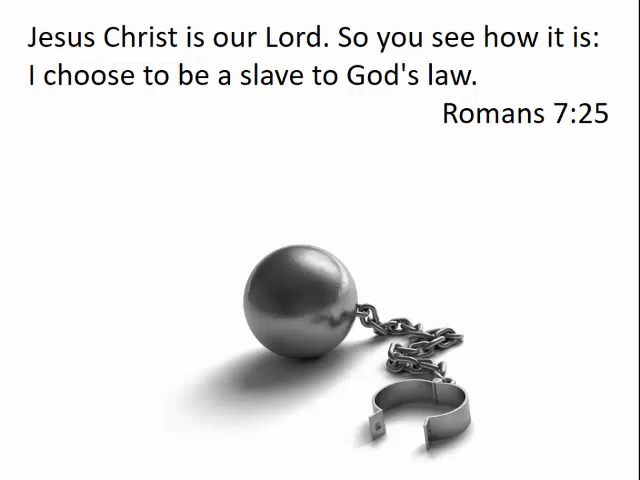 Jesus Christ is our Lord. So you see how it is:
I choose to be a slave to God's law.
Romans 7:25